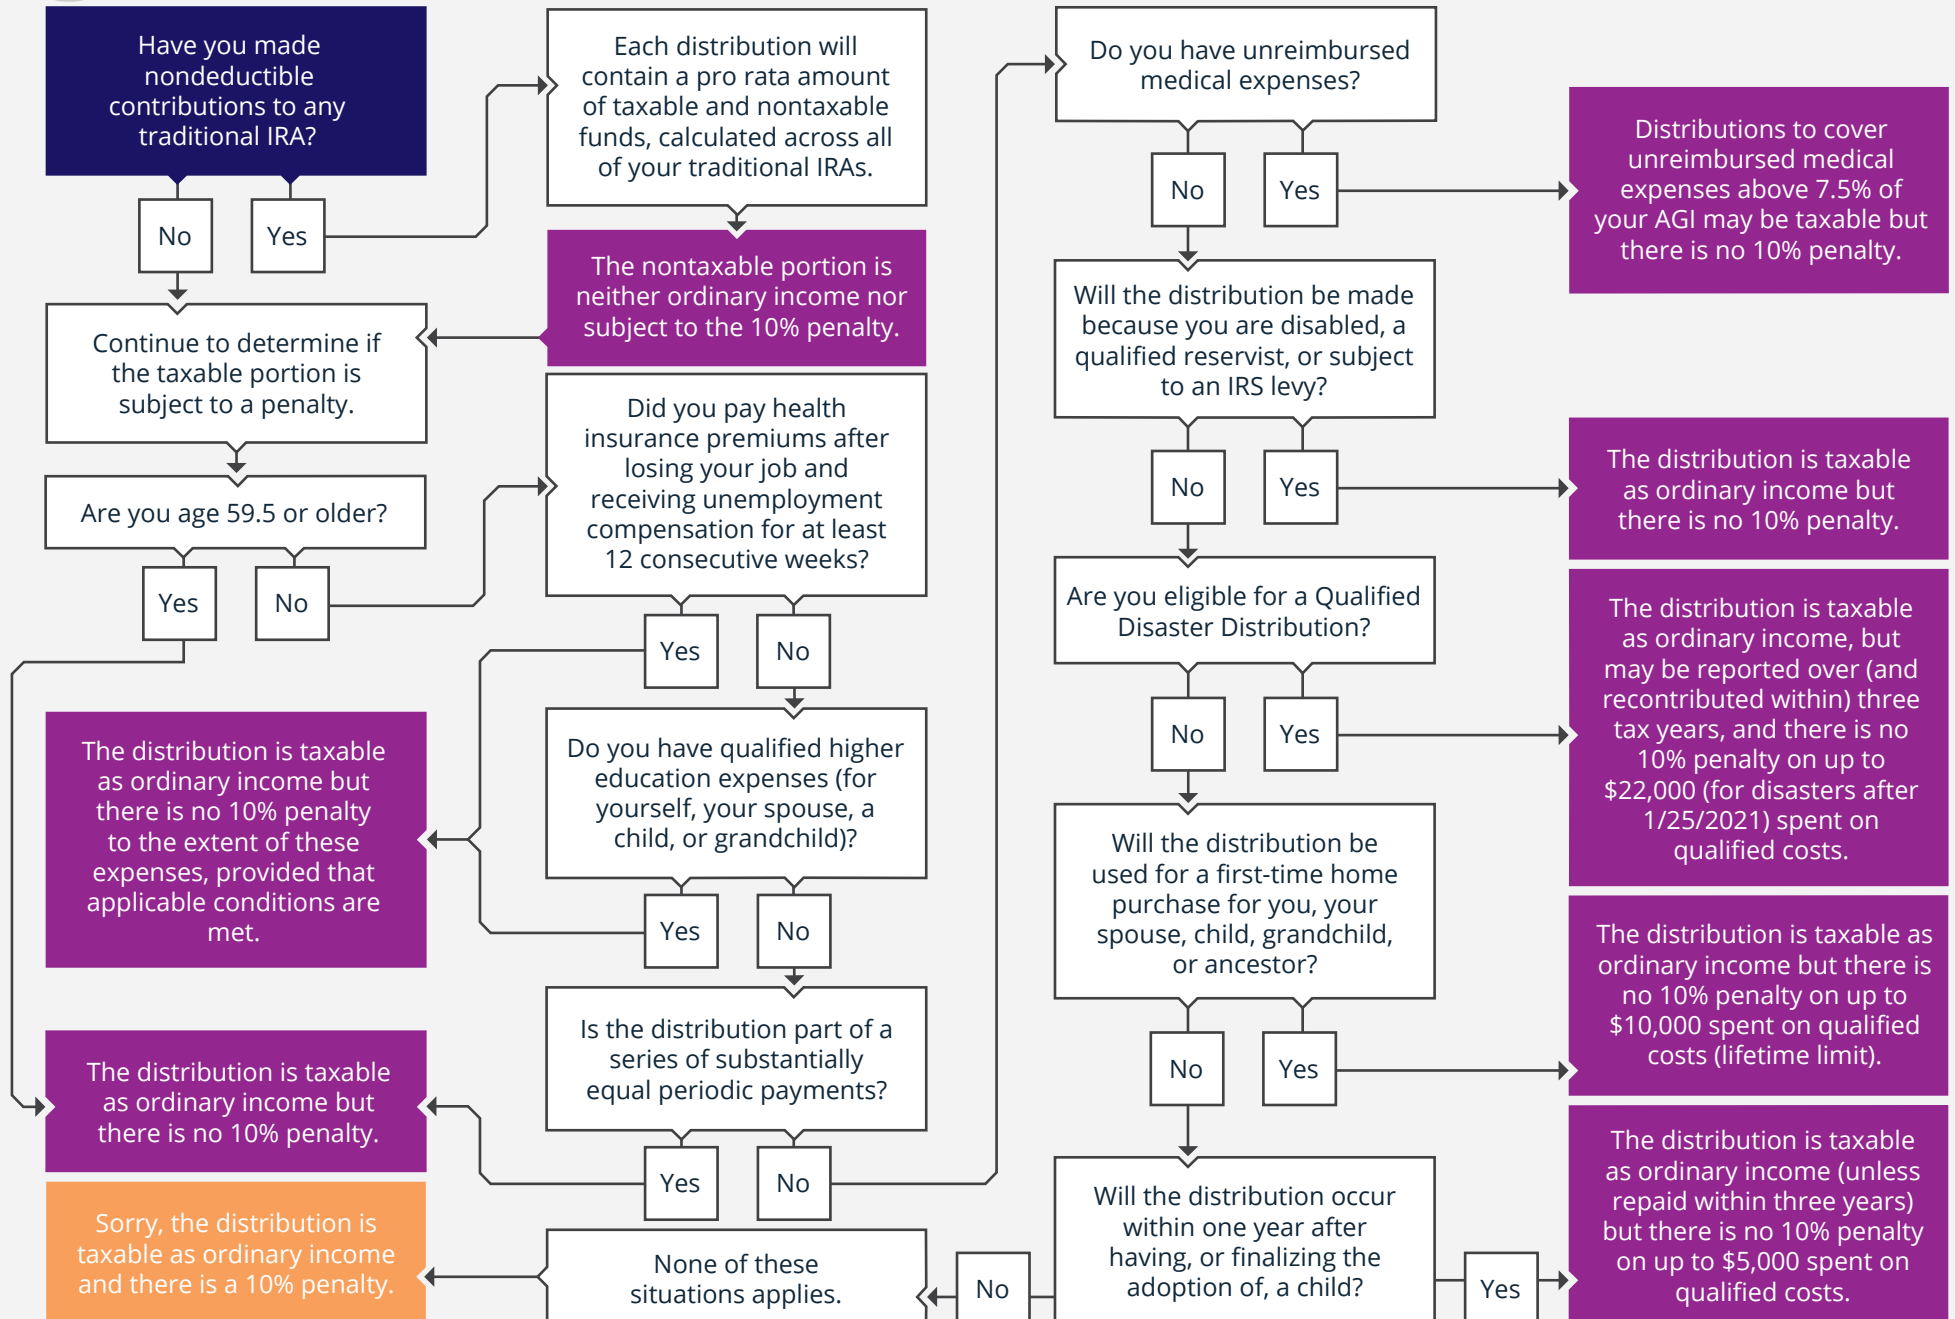 Have you made
nondeductible
contributions to any
traditional IRA?
No
Yes
Each distribution will
contain a pro rata amount
of taxable and nontaxable
funds, calculated across all
of your traditional IRAs.
The nontaxable portion is
neither ordinary income nor
subject to the 10% penalty.
Continue to determine if
the taxable portion is
subject to a penalty.
Are you age 59.5 or older?
Yes
No
The distribution is taxable
as ordinary income but
there is no 10% penalty
to the extent of these
expenses, provided that
applicable conditions are
met.
The distribution is taxable
as ordinary income but
there is no 10% penalty.
Sorry, the distribution is
taxable as ordinary income
and there is a 10% penalty.
Did you pay health
insurance premiums after
losing your job and
receiving unemployment
compensation for at least
12 consecutive weeks?
Yes
No
Do you have qualified higher
education expenses (for
yourself, your spouse, a
child, or grandchild)?
Yes
No
Is the distribution part of a
series of substantially
equal periodic payments?
Yes
No
None of these
situations applies.
Do you have unreimbursed
medical expenses?
No
Yes
Distributions to cover
unreimbursed medical
expenses above 7.5% of
your AGI may be taxable but
there is no 10% penalty.
Will the distribution be made
because you are disabled, a
qualified reservist, or subject
to an IRS levy?
No
Yes
The distribution is taxable
as ordinary income but
there is no 10% penalty.
Are you eligible for a Qualified
Disaster Distribution?
No
Yes
The distribution is taxable
as ordinary income, but
may be reported over (and
recontributed within) three
tax years, and there is no
10% penalty on up to
$22,000 (for disasters after
1/25/2021) spent on
qualified costs.
Will the distribution be
used for a first-time home
purchase for you, your
spouse, child, grandchild,
or ancestor?
No
Yes
The distribution is taxable as
ordinary income but there is
no 10% penalty on up to
$10,000 spent on qualified
costs (lifetime limit).
Will the distribution occur
within one year after
having, or finalizing the
adoption of, a child?
No
Yes
The distribution is taxable
as ordinary income (unless
repaid within three years)
but there is no 10% penalty
on up to $5,000 spent on
qualified costs.